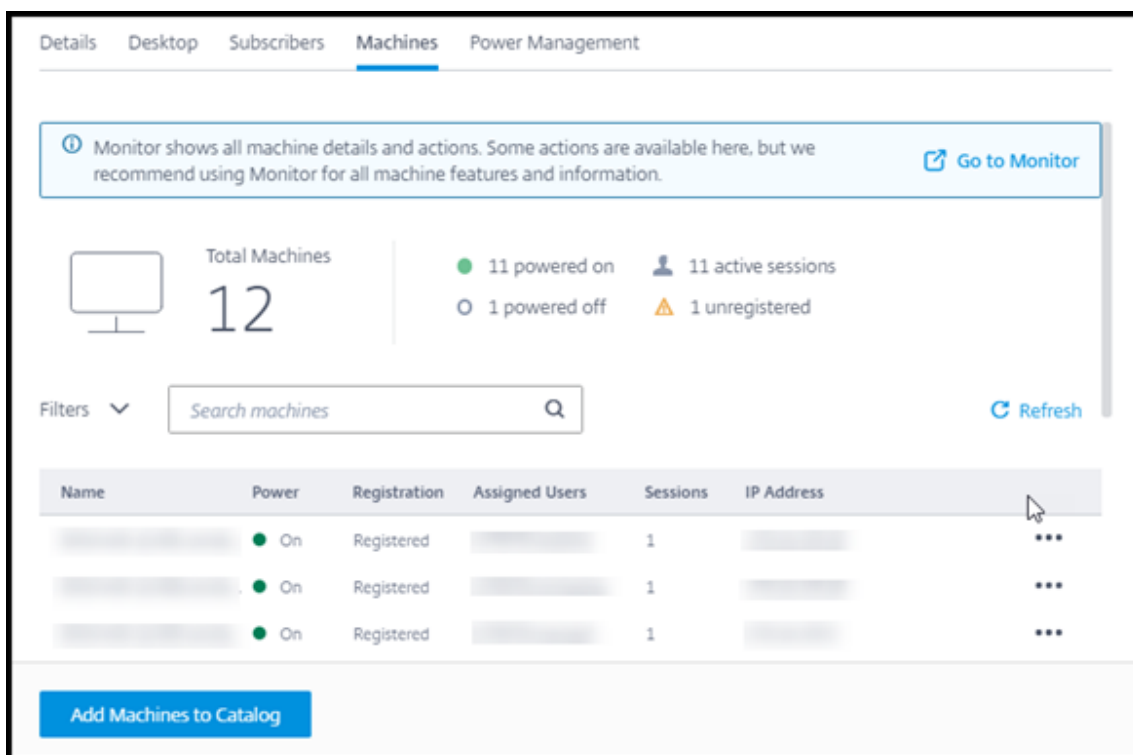 Details Desktop Subscribers Machines Power Management
Monitor shows all machine details and actions. Some actions are available here, but we
recommend using Monitor for all machine features and information.
Go to Monitor
Total Machines
12
11 powered on 11 active sessions
1 powered off 1 unregistered
Filters Search machines Refresh
Name Power Registration Assigned Users Sessions IP Address
On Registered 1
On Registered 1
On Registered 1
Add Machines to Catalog